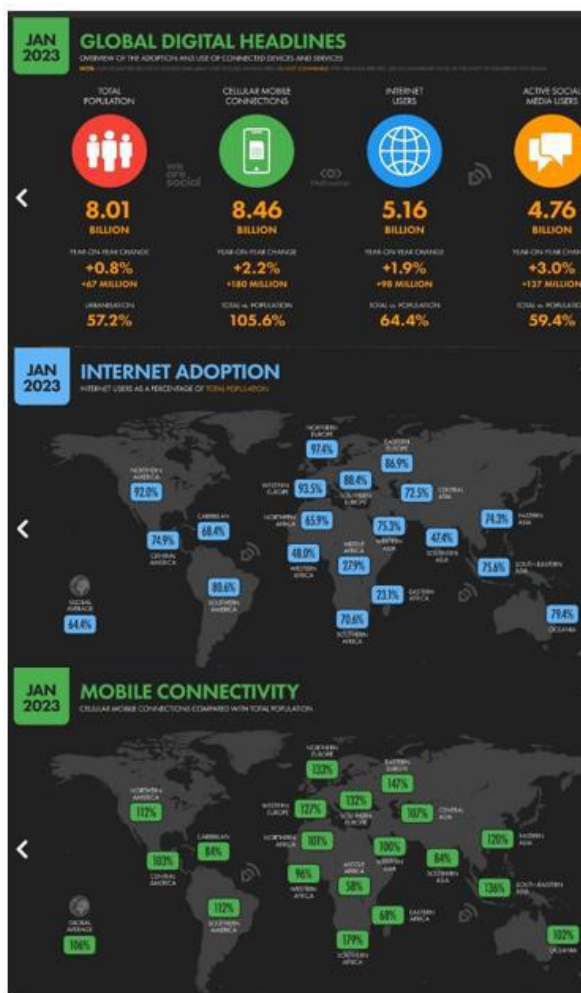 JAN
2023
GLOBAL DIGITAL HEADLINES
OVERVIEW OF THE ADOPTION AND USE OF CONNECTED DEVICES AND SERVICES
TOTAL
POPULATION
CELLULAR MOBILE
CONNECTIONS
INTERNET
USERS
ACTIVE SOCIAL
MEDIA USERS
we
are.
social
8.01
BILLION
8.46
BILLION
5.16
BILLION
4.76
BILLION
YEAR-ON-YEAR CHANGE
+0.8%
+67 MILLION
YEAR-ON-YEAR CHANGE
+2.2%
+180 MILLION
YEAR-ON-YEAR CHANGE
+1.9%
+98 MILLION
YEAR-ON-YEAR CHANG
+3.0%
+137 MILLION
URBANISATION
57.2%
TOTAL vs. POPULATION
105.6%
TOTAL vs. POPULATION
64.4%
TOTAL vs. POPULATION
59.4%
JAN
2023
INTERNET ADOPTION
INTERNET USERS AS A PERCENTAGE OF TOTAL POPULATION
NORTHERN
EUROPE
97.4%
EASTERN
EUROPE
86.9%
NORTHERN
AMERICA
92.0%
WESTERN
EUROPE
93.5%
88.4%
SOUTHERN
EUROPE
72.5%
CENTRAL
ASIA
CARIBBEAN
68.4%
NORTHERN
AFRICA
65.9%
75.3%
WESTERN
ASIA
74.3%
EASTERN
ASIA
74.9%
CENTRAL
AMERICA
47.4%
SOUTHERN
ASIA
48.0%
WESTERN
AFRICA
MIDDLE
AFRICA
27.9%
75.6%
SOUTH-EASTERN
ASIA
80.6%
SOUTHERN
AMERICA
23.1%
EASTERN
AFRICA
GLOBAL
AVERAGE
64.4%
70.6%
SOUTHERN
AFRICA
79.4%
OCEANIA
JAN
2023
MOBILE CONNECTIVITY
CELLULAR MOBILE CONNECTIONS COMPARED WITH TOTAL POPULATION
NORTHERN
EUROPE
133%
EASTERN
EUROPE
147%
NORTHERN
AMERICA
112%
WESTERN
EUROPE
127%
132%
SOUTHERN
EUROPE
107%
CENTRAL
ASIA
CARIBBEAN
84%
NORTHERN
AFRICA
101%
100%
WESTERN
ASIA
120%
EASTERN
ASIA
103%
CENTRAL
AMERICA
84%
SOUTHERN
ASIA
96%
WESTERN
AFRICA
MIDDLE
AFRICA
58%
136%
SOUTH-EASTERN
ASIA
112%
SOUTHERN
AMERICA
68%
EASTERN
AFRICA
GLOBAL
AVERAGE
106%
179%
SOUTHERN
AFRICA
102%
OCEANIA